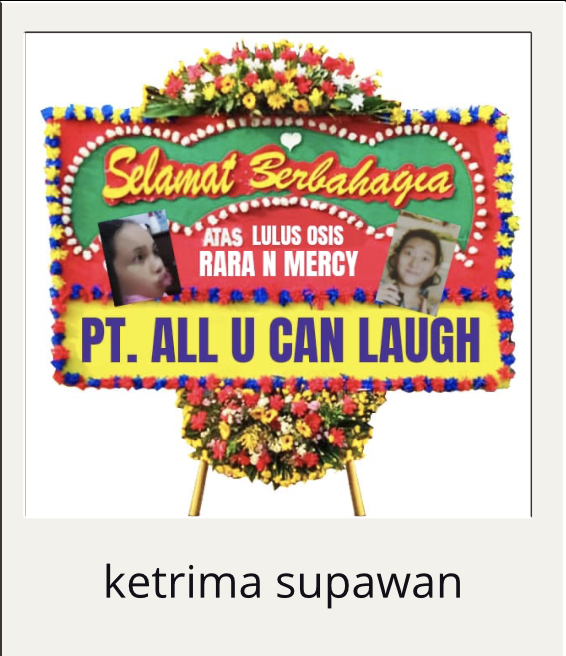 Selamat Berbahagia
ATAS LULUS OSIS
RARA N MERCY
PT. ALL U CAN LAUGH
ketrima supawan